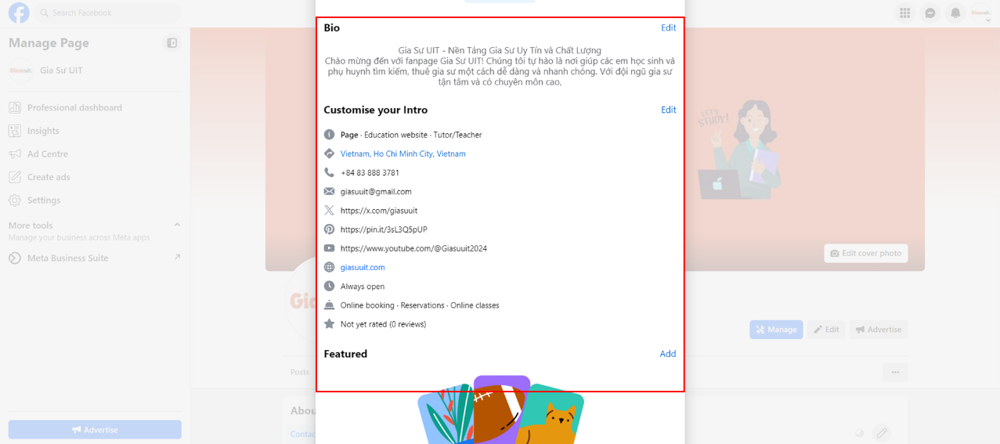 Search Facebook
Manage Page
Gia Sư UIT
Professional dashboard
Insights
Ad Centre
Create ads
Settings
More tools
Manage your business across Meta apps
Meta Business Suite
Advertise
Bio
Edit
Gia Sư UIT - Nền Tảng Gia Sư Uy Tín và Chất Lượng
Chào mừng đến với fanpage Gia Sư UIT! Chúng tôi tự hào là nơi giúp các em học sinh và
phụ huynh tìm kiếm, thuê gia sư một cách dễ dàng và nhanh chóng. Với đội ngũ gia sư
tận tâm và có chuyên môn cao,
Customise your Intro
Edit
Page · Education website · Tutor/Teacher
Vietnam, Ho Chi Minh City, Vietnam
+84 83 888 3781
giasuuit@gmail.com
https://x.com/giasuuit
https://pin.it/3sL3Q5pUP
https://www.youtube.com/@Giasuuit2024
giasuuit.com
Always open
Online booking · Reservations · Online classes
Not yet rated (0 reviews)
Featured
Add
LET'S
STUDY!
Edit cover photo
Manage
Edit
Advertise
Posts